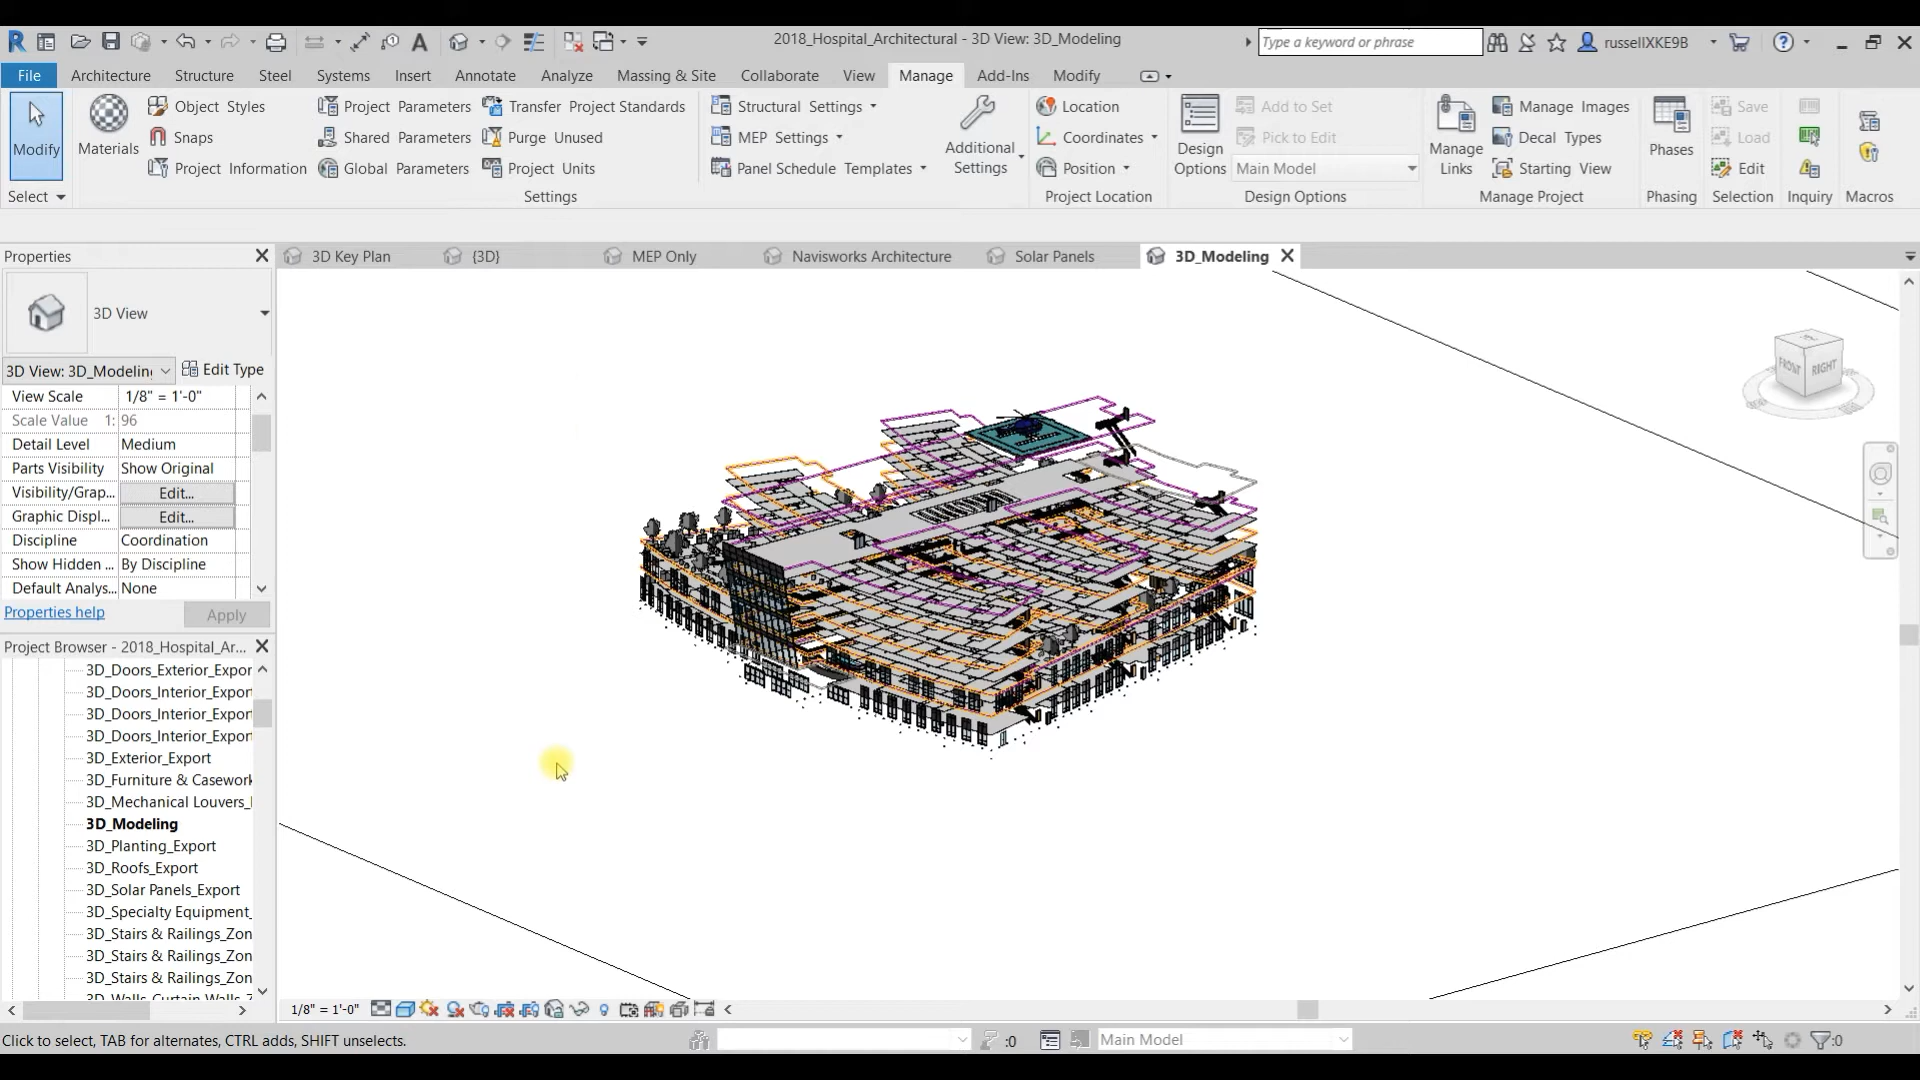 2018_Hospital_Architectural - 3D View: 3D_Modeling
Type a keyword or phrase
russellXKE9B
File Architecture Structure Steel Systems Insert Annotate Analyze Massing & Site Collaborate View Manage Add-Ins Modify
Modify
Select
Materials
Object Styles
Snaps
Project Information
Project Parameters
Shared Parameters
Global Parameters
Transfer Project Standards
Purge Unused
Project Units
Settings
Structural Settings
MEP Settings
Panel Schedule Templates
Additional
Settings
Location
Coordinates
Position
Project Location
Design
Options
Add to Set
Pick to Edit
Main Model
Design Options
Manage
Links
Manage Images
Decal Types
Starting View
Manage Project
Phases
Phasing
Save
Load
Edit
Selection
Inquiry
Macros
Properties
3D Key Plan
{3D}
MEP Only
Navisworks Architecture
Solar Panels
3D_Modeling
3D View
3D View: 3D_Modeling
Edit Type
View Scale 1/8" = 1'-0"
Scale Value 1: 96
Detail Level Medium
Parts Visibility Show Original
Visibility/Grap... Edit...
Graphic Displ... Edit...
Discipline Coordination
Show Hidden ... By Discipline
Default Analys... None
Properties help
Apply
Project Browser - 2018_Hospital_Ar...
3D_Doors_Exterior_Expor
3D_Doors_Interior_Export
3D_Doors_Interior_Export
3D_Doors_Interior_Export
3D_Exterior_Export
3D_Furniture & Casework
3D_Mechanical Louvers_
3D_Modeling
3D_Planting_Export
3D_Roofs_Export
3D_Solar Panels_Export
3D_Specialty Equipment_
3D_Stairs & Railings_Zon
3D_Stairs & Railings_Zon
3D_Stairs & Railings_Zon
3D_Walls_Curtain Walls_Z
FRONT
RIGHT
1/8" = 1'-0"
Click to select, TAB for alternates, CTRL adds, SHIFT unselects.
:0
Main Model
:0